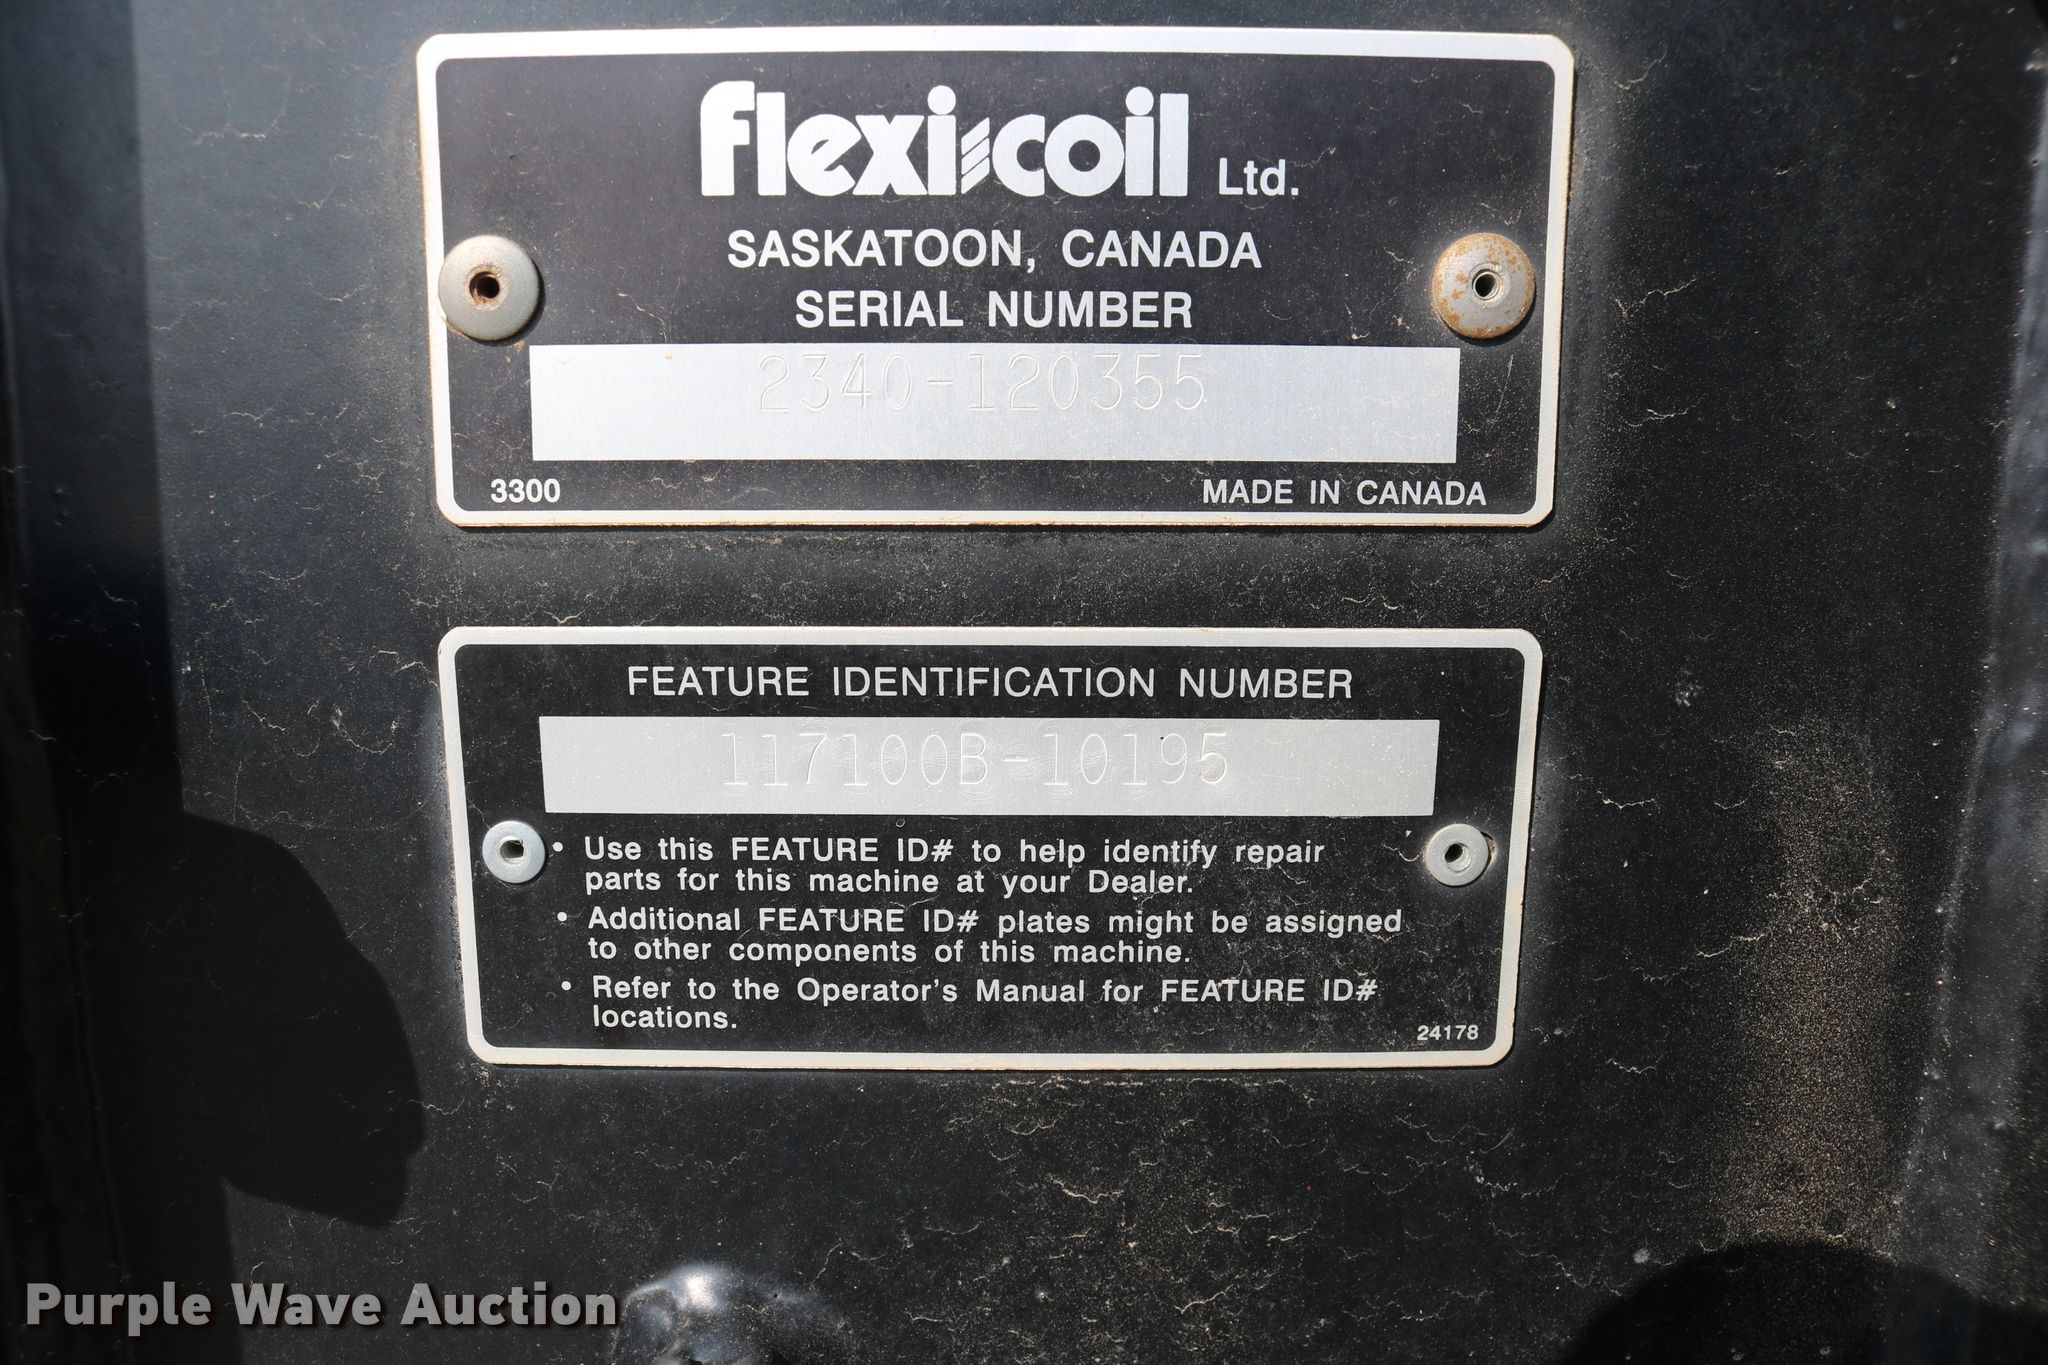 flexi-coil Ltd.
SASKATOON, CANADA
SERIAL NUMBER
2340-120355
3300 MADE IN CANADA
FEATURE IDENTIFICATION NUMBER
117100B-10195
• Use this FEATURE ID# to help identify repair
parts for this machine at your Dealer.
• Additional FEATURE ID# plates might be assigned
to other components of this machine.
• Refer to the Operator's Manual for FEATURE ID#
locations.
24178
Purple Wave Auction